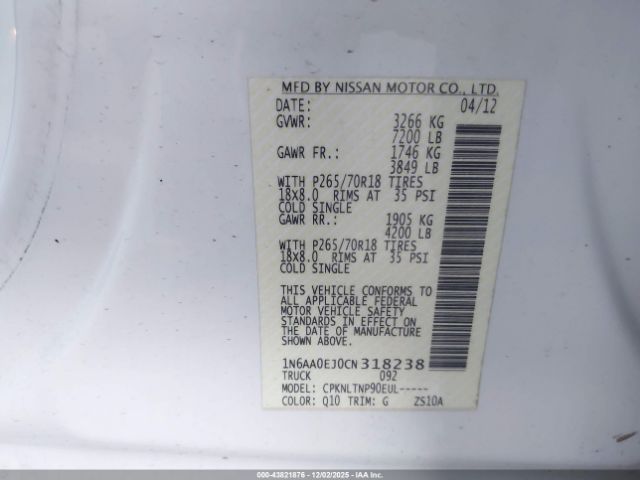 MFD BY NISSAN MOTOR CO., LTD.
DATE: 04/12
GVWR: 3266 KG
7200 LB
GAWR FR.: 1746 KG
3849 LB
WITH P265/70R18 TIRES
18X8.0 RIMS AT 35 PSI
COLD SINGLE
GAWR RR.: 1905 KG
4200 LB
WITH P265/70R18 TIRES
18X8.0 RIMS AT 35 PSI
COLD SINGLE
THIS VEHICLE CONFORMS TO
ALL APPLICABLE FEDERAL
MOTOR VEHICLE SAFETY
STANDARDS IN EFFECT ON
THE DATE OF MANUFACTURE
SHOWN ABOVE.
1N6AA0EJ0CN318238
TRUCK 092
MODEL: CPKNLTNP90EUL-----
COLOR: Q10 TRIM: G ZS10A
000-43821876 | 12/02/2025 | IAA Inc.